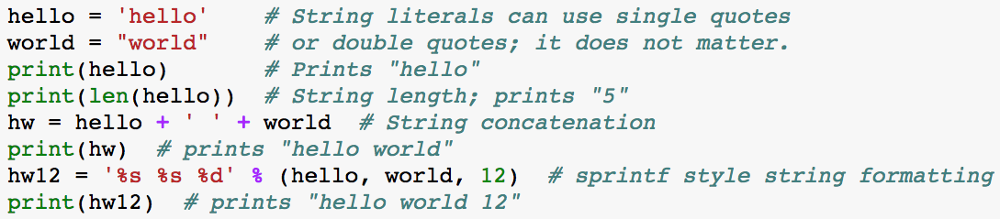 hello = 'hello'    # String literals can use single quotes
world = "world"    # or double quotes; it does not matter.
print(hello)       # Prints "hello"
print(len(hello))  # String length; prints "5"
hw = hello + ' ' + world  # String concatenation
print(hw)  # prints "hello world"
hw12 = '%s %s %d' % (hello, world, 12)  # sprintf style string formatting
print(hw12)  # prints "hello world 12"